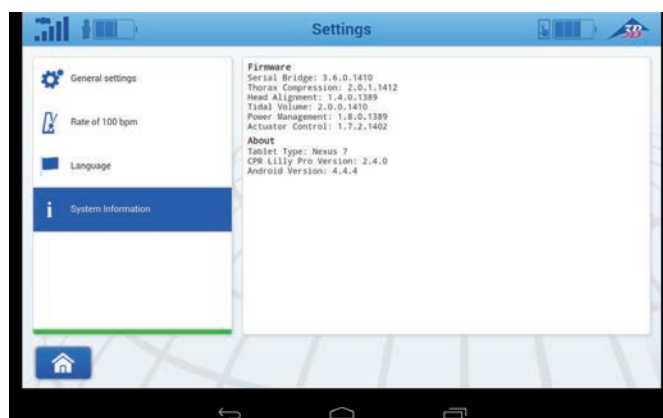 Settings
3B
General settings
Rate of 100 bpm
Language
System Information
Firmware
Serial Bridge: 3.6.0.1410
Thorax Compression: 2.0.1.1412
Head Alignment: 1.4.0.1389
Tidal Volume: 2.0.0.1410
Power Management: 1.8.0.1389
Actuator Control: 1.7.2.1402
About
Tablet Type: Nexus 7
CPR Lilly Pro Version: 2.4.0
Android Version: 4.4.4